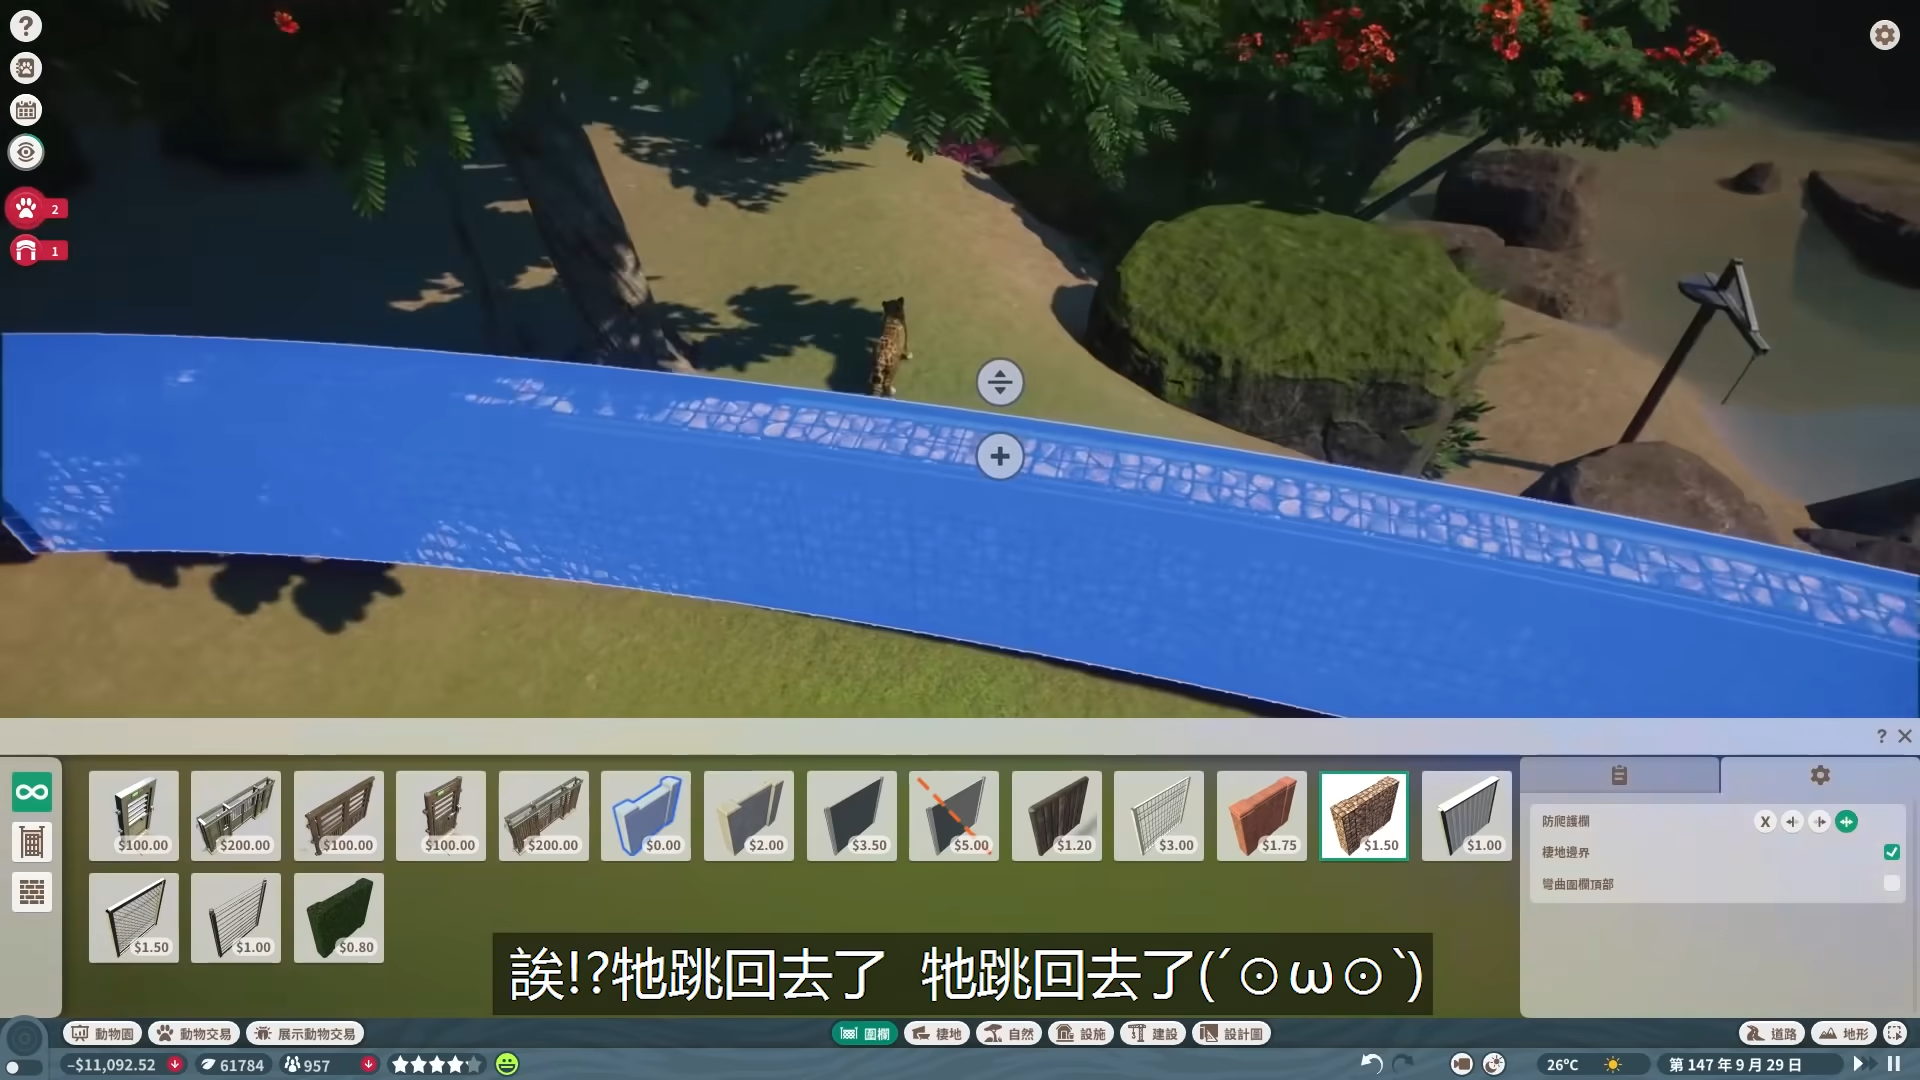 ?
2
1
? X
$100.00 $200.00 $100.00 $100.00 $200.00 $0.00 $2.00 $3.50 $5.00 $1.20 $3.00 $1.75 $1.50 $1.00
$1.50 $1.00 $0.80
防爬護欄 X
棲地邊界
彎曲圍欄頂部
誒!?牠跳回去了 牠跳回去了(´⊙ω⊙`)
動物園 動物交易 展示動物交易 圍欄 棲地 自然 設施 建設 設計圖 道路 地形
-$11,092.52 61784 957 26°C 第 147 年 9 月 29 日